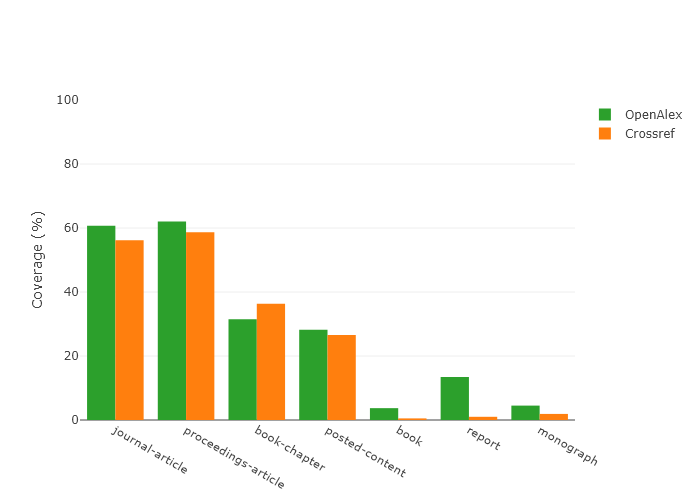 100
80
60
40
20
0
Coverage (%)
journal-article
proceedings-article
book-chapter
posted-content
book
report
monograph
OpenAlex
Crossref